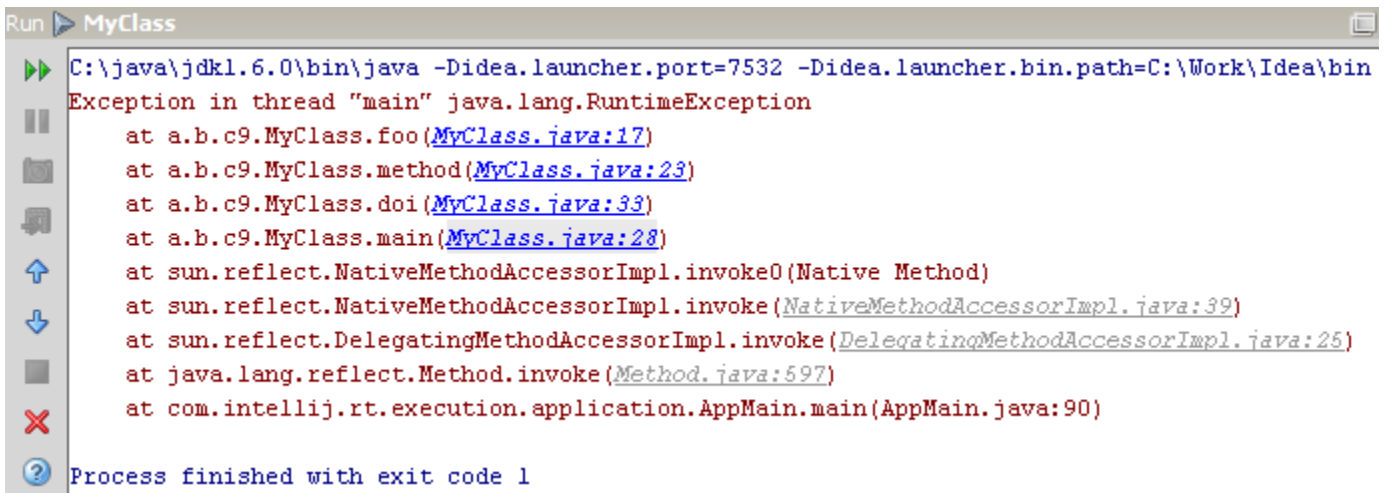 Run MyClass
C:\java\jdk1.6.0\bin\java -Didea.launcher.port=7532 -Didea.launcher.bin.path=C:\Work\Idea\bin
Exception in thread "main" java.lang.RuntimeException
at a.b.c9.MyClass.foo(MyClass.java:17)
at a.b.c9.MyClass.method(MyClass.java:23)
at a.b.c9.MyClass.doi(MyClass.java:33)
at a.b.c9.MyClass.main(MyClass.java:28)
at sun.reflect.NativeMethodAccessorImpl.invoke0(Native Method)
at sun.reflect.NativeMethodAccessorImpl.invoke(NativeMethodAccessorImpl.java:39)
at sun.reflect.DelegatingMethodAccessorImpl.invoke(DelegatingMethodAccessorImpl.java:25)
at java.lang.reflect.Method.invoke(Method.java:597)
at com.intellij.rt.execution.application.AppMain.main(AppMain.java:90)
Process finished with exit code 1